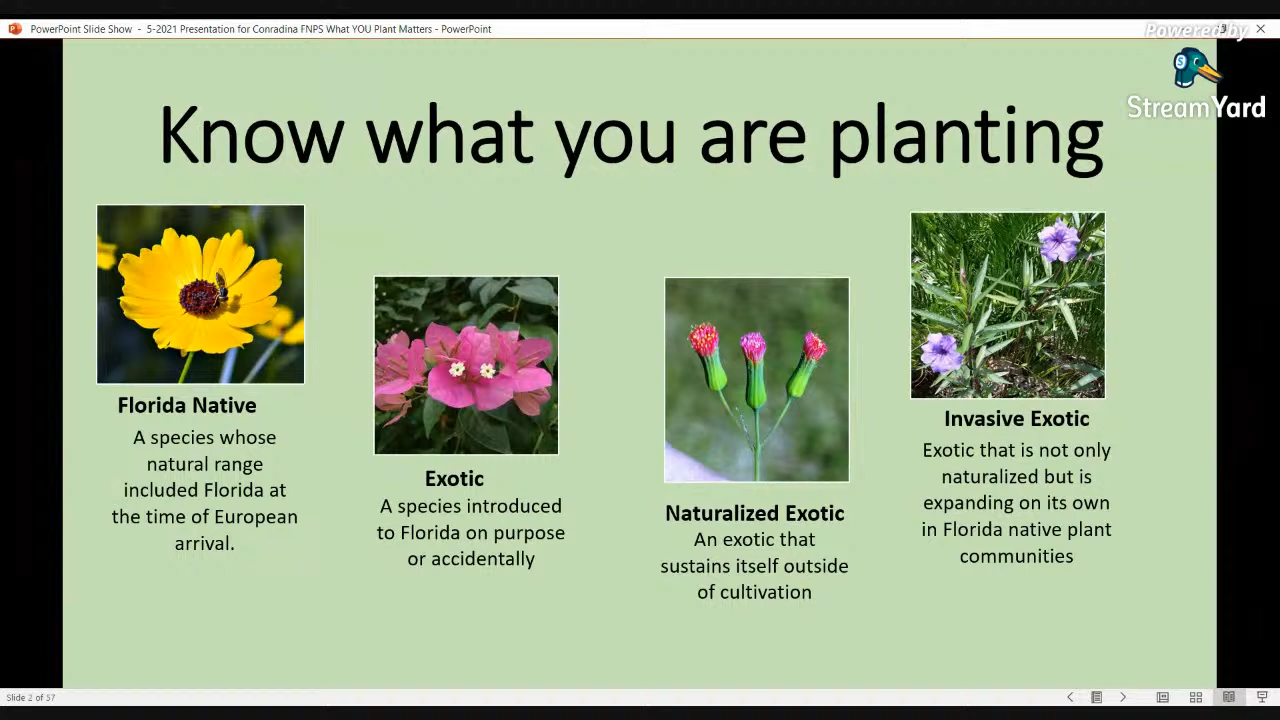 PowerPoint Slide Show - 5-2021 Presentation for Conradina FNPS What YOU Plant Matters - PowerPoint
Powered by
StreamYard
Know what you are planting
Florida Native
A species whose
natural range
included Florida at
the time of European
arrival.
Exotic
A species introduced
to Florida on purpose
or accidentally
Naturalized Exotic
An exotic that
sustains itself outside
of cultivation
Invasive Exotic
Exotic that is not only
naturalized but is
expanding on its own
in Florida native plant
communities
Slide 2 of 57